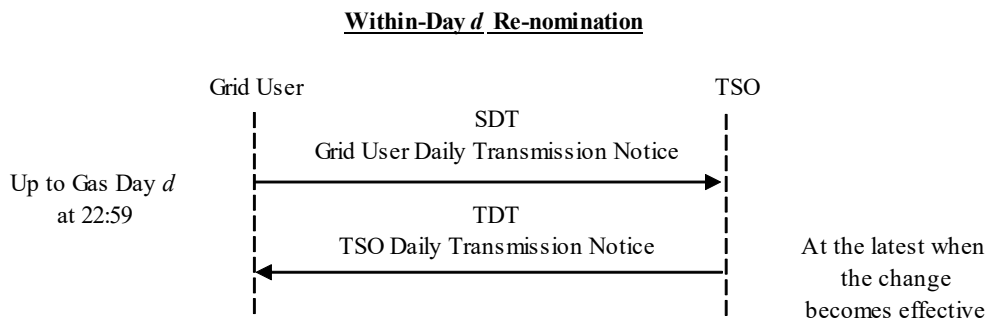 Within-Day d Re-nomination
Grid User
TSO
SDT
Grid User Daily Transmission Notice
Up to Gas Day d
at 22:59
TDT
TSO Daily Transmission Notice
At the latest when
the change
becomes effective